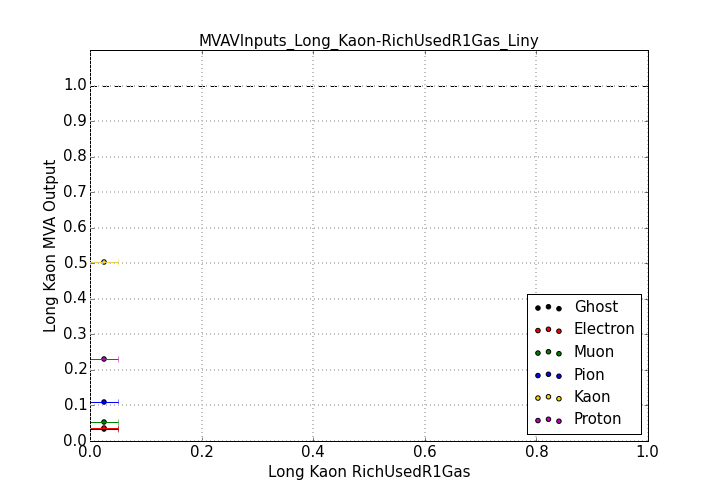 MVAVInputs_Long_Kaon-RichUsedR1Gas_Liny
Long Kaon MVA Output
1.0
0.9
0.8
0.7
0.6
0.5
0.4
0.3
0.2
0.1
0.0
Ghost
Electron
Muon
Pion
Kaon
Proton
0.0 0.2 0.4 0.6 0.8 1.0
Long Kaon RichUsedR1Gas